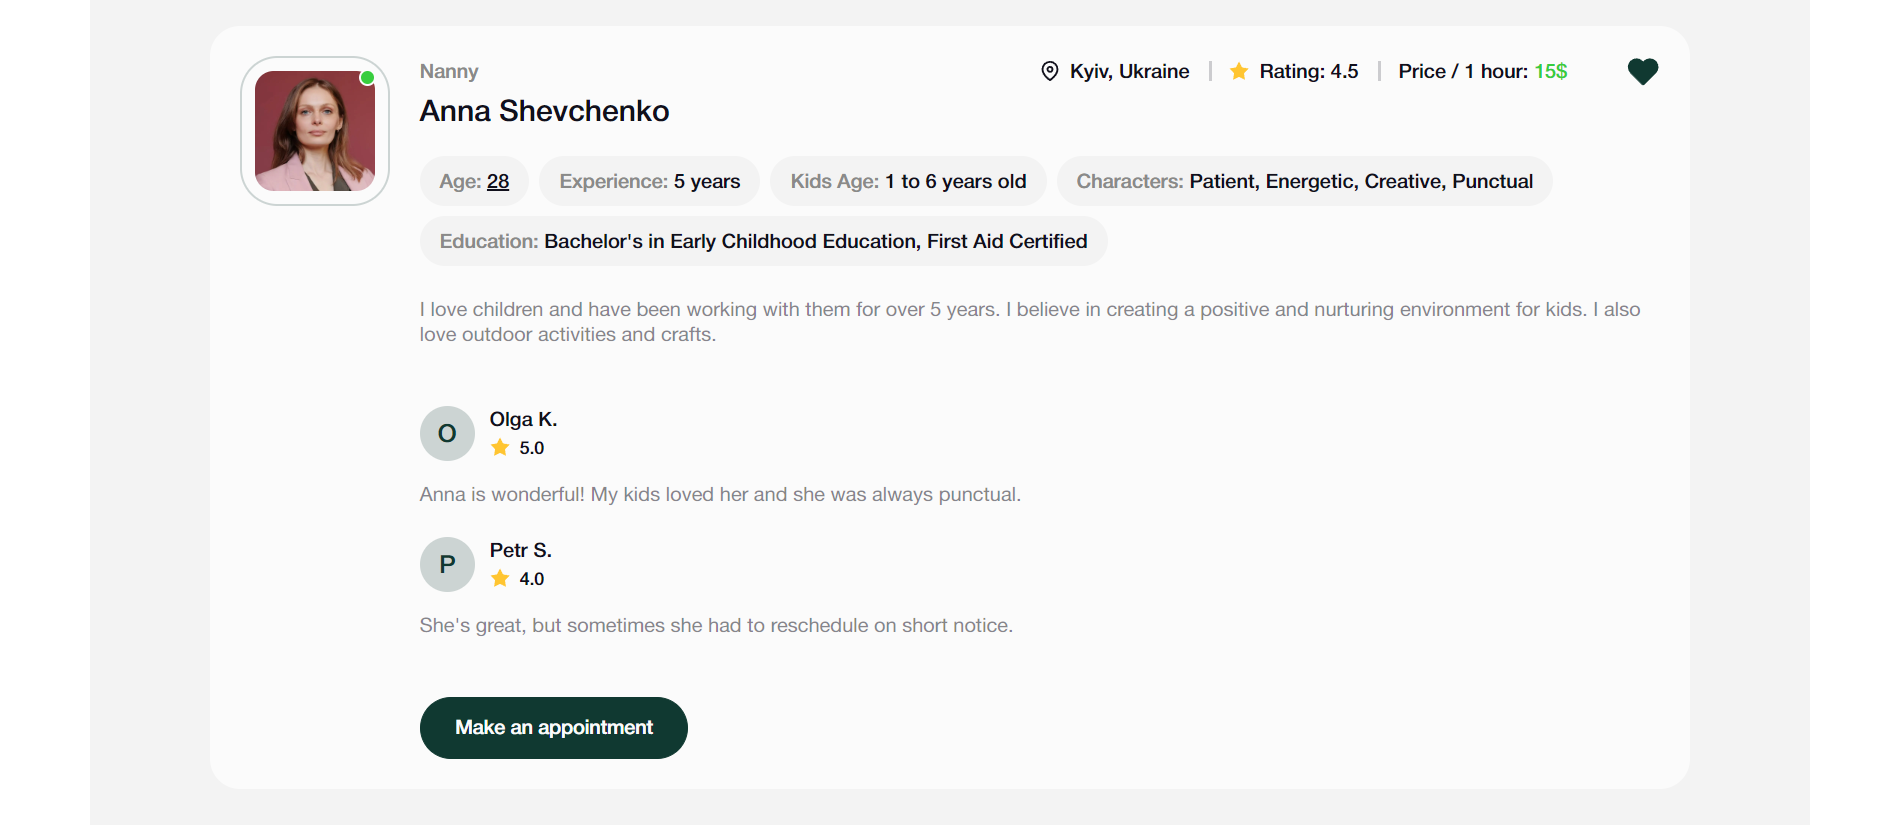 Nanny
Kyiv, Ukraine | Rating: 4.5 | Price / 1 hour: 15$
Anna Shevchenko
Age: 28 Experience: 5 years Kids Age: 1 to 6 years old Characters: Patient, Energetic, Creative, Punctual
Education: Bachelor's in Early Childhood Education, First Aid Certified
I love children and have been working with them for over 5 years. I believe in creating a positive and nurturing environment for kids. I also
love outdoor activities and crafts.
O
Olga K.
5.0
Anna is wonderful! My kids loved her and she was always punctual.
P
Petr S.
4.0
She's great, but sometimes she had to reschedule on short notice.
Make an appointment